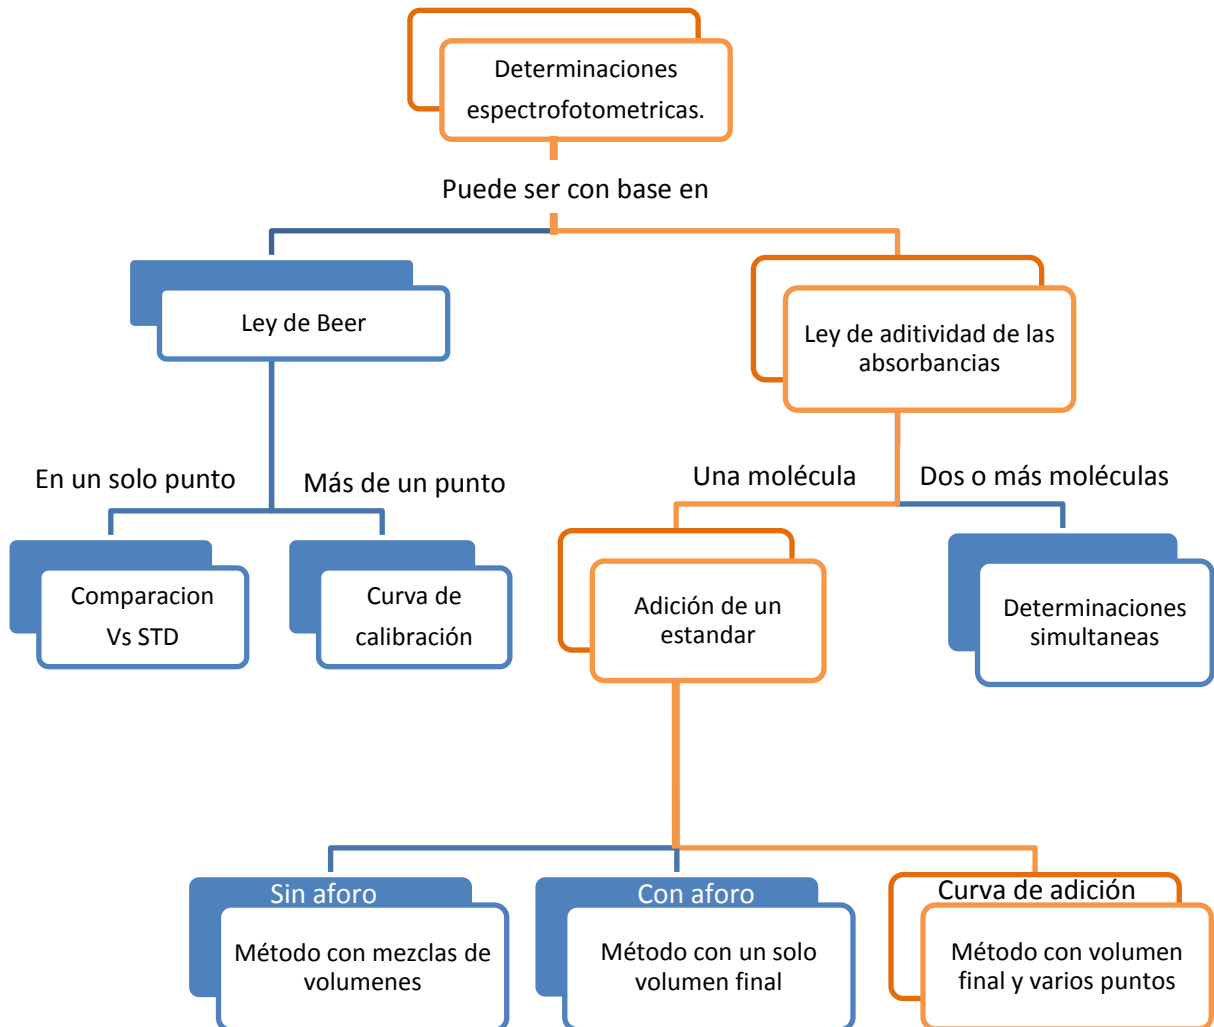 Determinaciones
espectrofotometricas.
Puede ser con base en
Ley de Beer
Ley de aditividad de las
absorbancias
En un solo punto
Más de un punto
Una molécula
Dos o más moléculas
Comparacion
Vs STD
Curva de
calibración
Adición de un
estandar
Determinaciones
simultaneas
Sin aforo
Método con mezclas de
volumenes
Con aforo
Método con un solo
volumen final
Curva de adición
Método con volumen
final y varios puntos